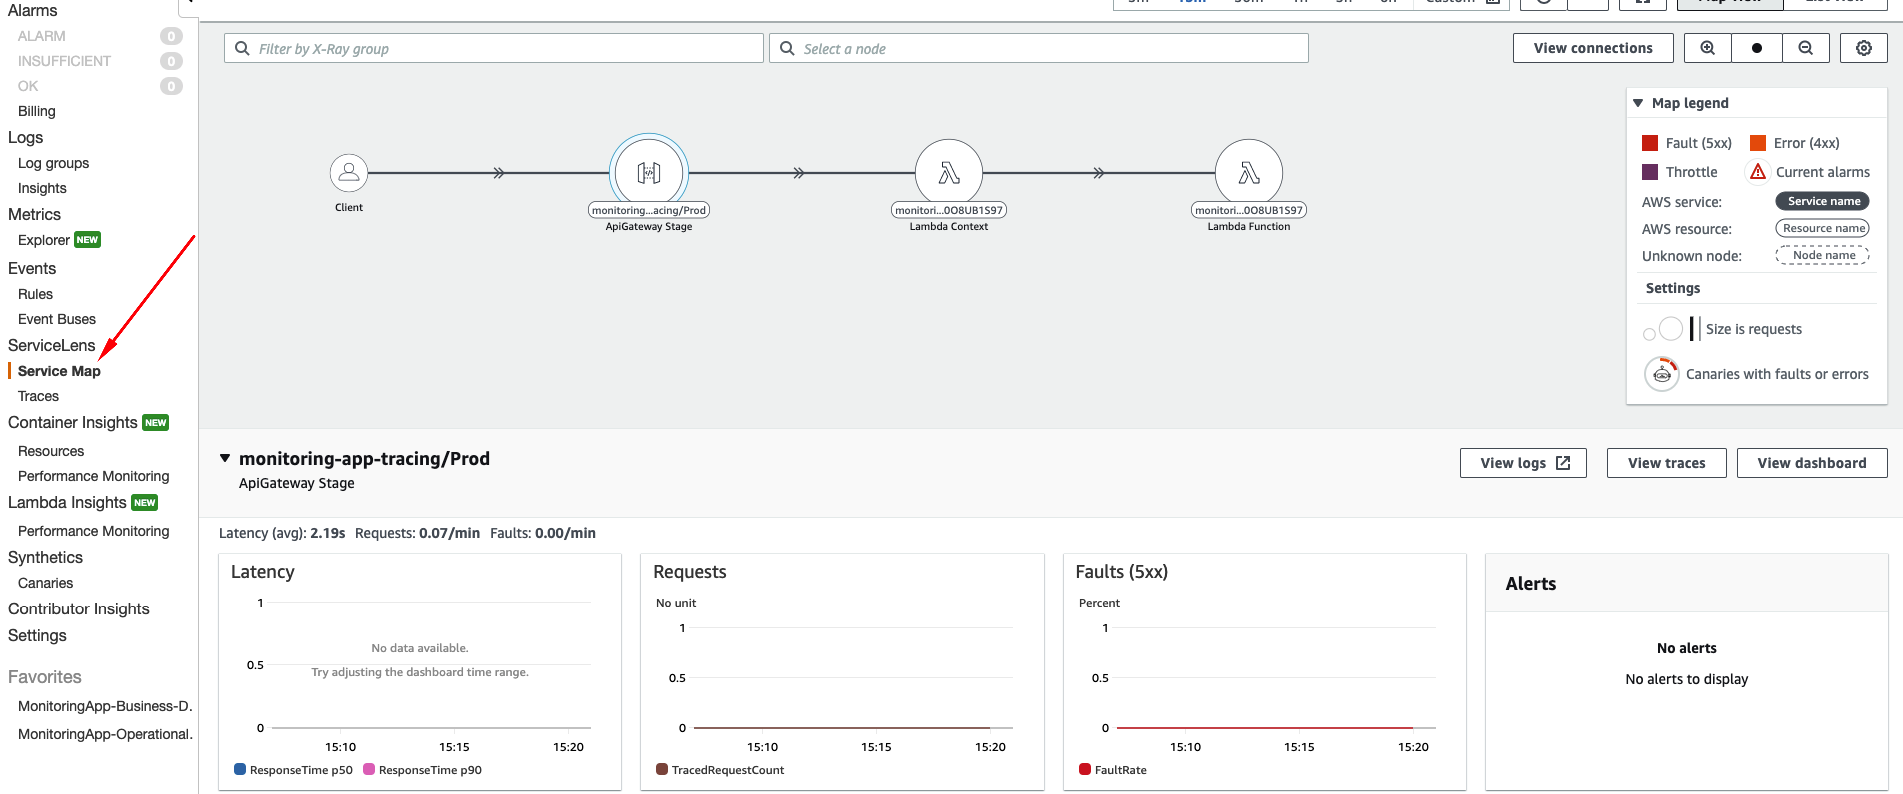 Alarms
ALARM 0
INSUFFICIENT 0
OK 0
Billing
Logs
Log groups
Insights
Metrics
Explorer NEW
Events
Rules
Event Buses
ServiceLens
Service Map
Traces
Container Insights NEW
Resources
Performance Monitoring
Lambda Insights NEW
Performance Monitoring
Synthetics
Canaries
Contributor Insights
Settings
Favorites
MonitoringApp-Business-D.
MonitoringApp-Operational.
Filter by X-Ray group
Select a node
View connections
Client
monitoring...acing/Prod
ApiGateway Stage
monitori...0O8UB1S97
Lambda Context
monitori...0O8UB1S97
Lambda Function
Map legend
Fault (5xx) Error (4xx)
Throttle Current alarms
AWS service: Service name
AWS resource: Resource name
Unknown node: Node name
Settings
Size is requests
Canaries with faults or errors
monitoring-app-tracing/Prod
ApiGateway Stage
View logs View traces View dashboard
Latency (avg): 2.19s Requests: 0.07/min Faults: 0.00/min
Latency
1
No data available.
0.5
Try adjusting the dashboard time range.
0
15:10 15:15 15:20
ResponseTime p50 ResponseTime p90
Requests
No unit
1
0.5
0
15:10 15:15 15:20
TracedRequestCount
Faults (5xx)
Percent
1
0.5
0
15:10 15:15 15:20
FaultRate
Alerts
No alerts
No alerts to display